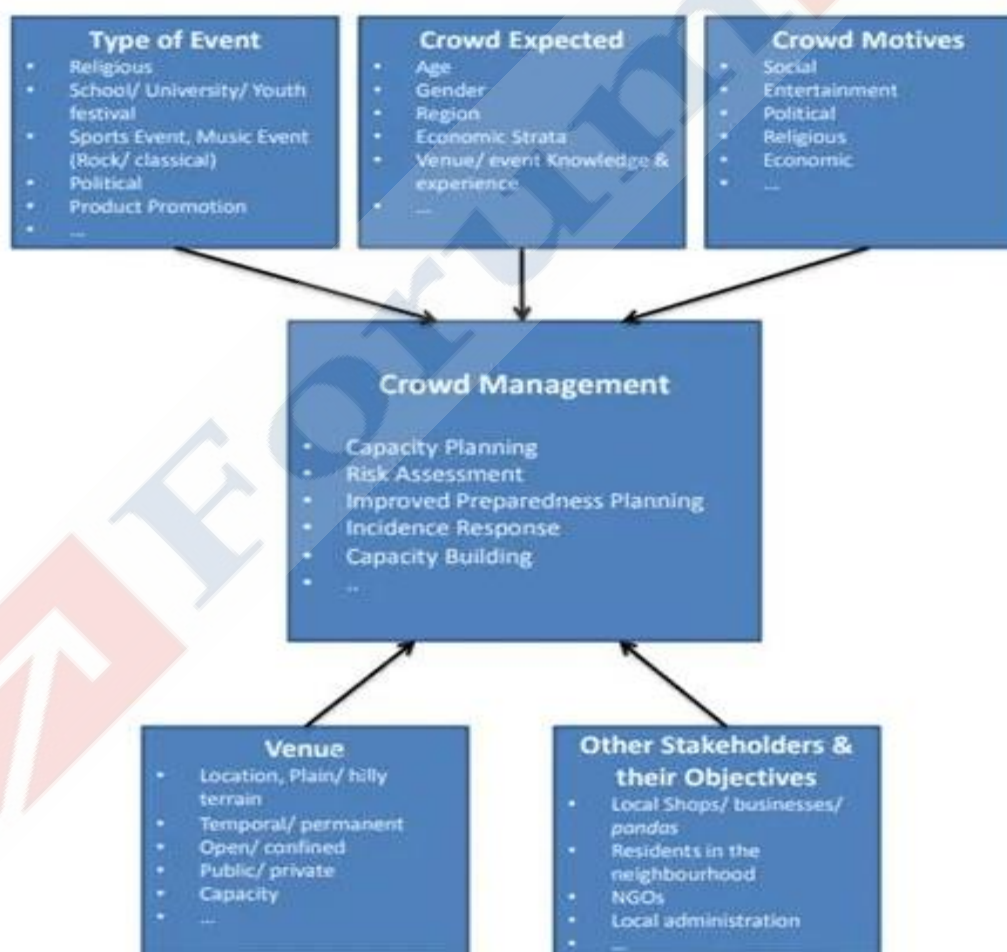 Type of Event
• Religious
• School/ University/ Youth
festival
• Sports Event, Music Event
(Rock/ classical)
• Political
• Product Promotion
• ...
Crowd Expected
• Age
• Gender
• Region
• Economic Strata
• Venue/ event Knowledge &
experience
• ...
Crowd Motives
• Social
• Entertainment
• Political
• Religious
• Economic
• ...
Crowd Management
• Capacity Planning
• Risk Assessment
• Improved Preparedness Planning
• Incidence Response
• Capacity Building
• ..
Venue
• Location, Plain/ hilly
terrain
• Temporal/ permanent
• Open/ confined
• Public/ private
• Capacity
• ...
Other Stakeholders &
their Objectives
• Local Shops/ businesses/
pandas
• Residents in the
neighbourhood
• NGOs
• Local administration
• ...
Forum